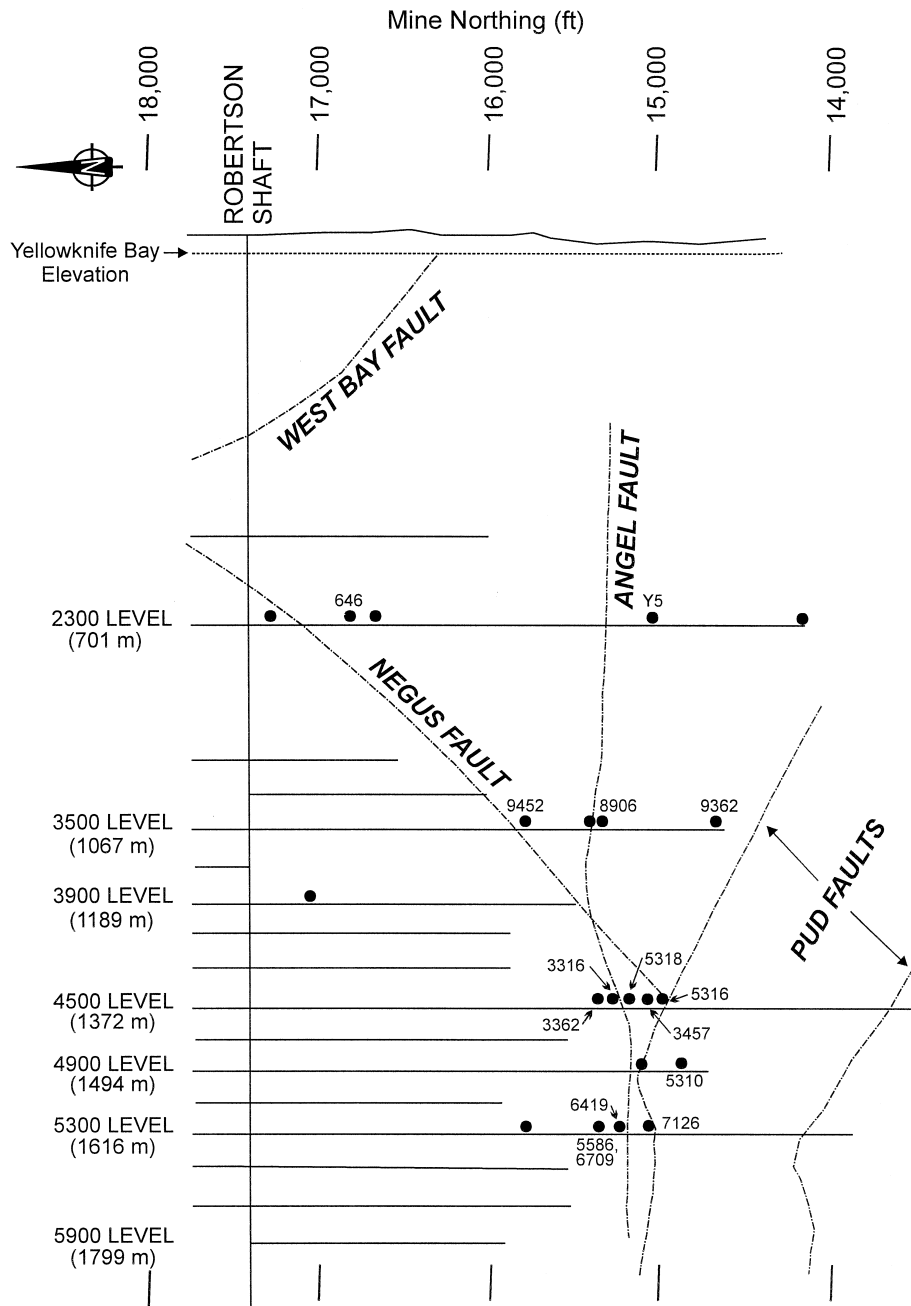 Mine Northing (ft)
18,000
17,000
16,000
15,000
14,000
ROBERTSON
SHAFT
N
Yellowknife Bay
Elevation
WEST BAY FAULT
ANGEL FAULT
NEGUS FAULT
PUD FAULTS
2300 LEVEL
(701 m)
646
Y5
3500 LEVEL
(1067 m)
9452
8906
9362
3900 LEVEL
(1189 m)
4500 LEVEL
(1372 m)
3316
5318
5316
3362
3457
4900 LEVEL
(1494 m)
5310
5300 LEVEL
(1616 m)
6419
7126
5586,
6709
5900 LEVEL
(1799 m)